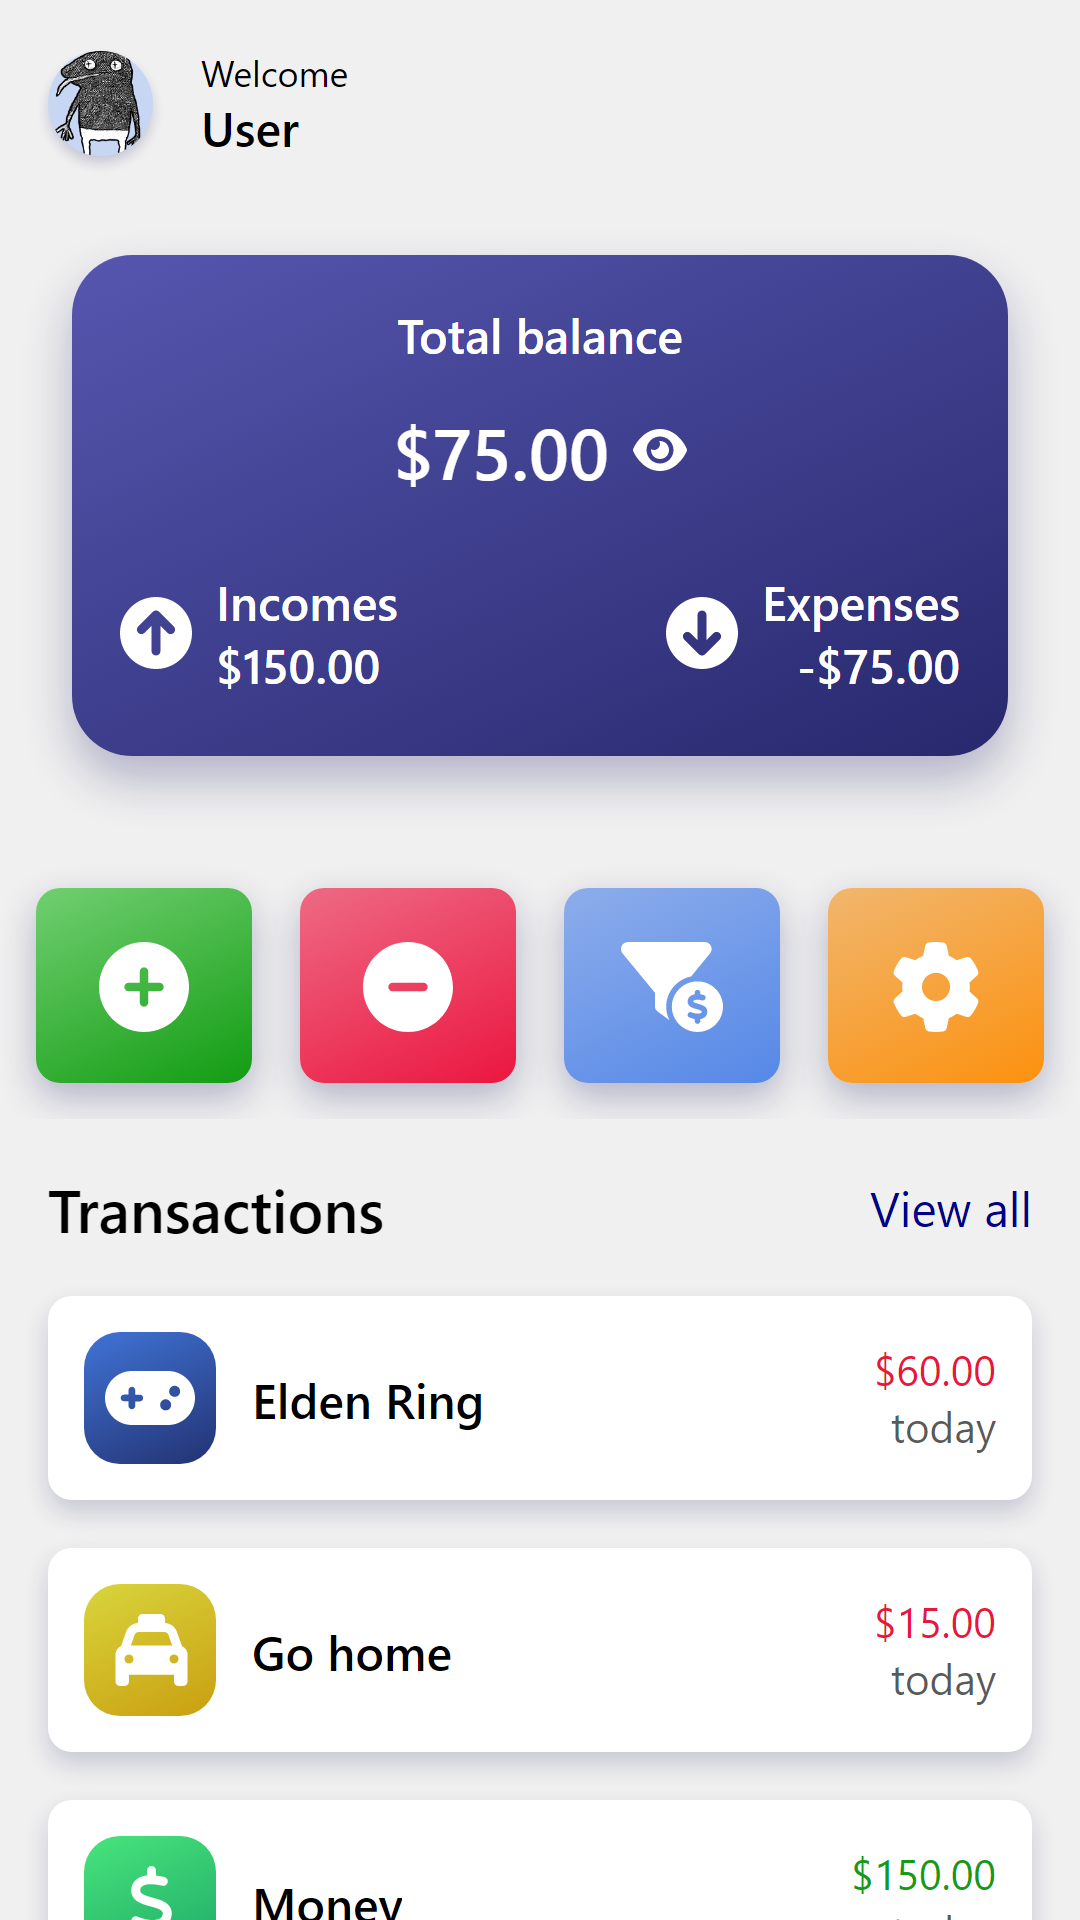 Welcome
User
Total balance
$75.00
Incomes
$150.00
Expenses
-$75.00
Transactions
View all
Elden Ring
$60.00
today
Go home
$15.00
today
Money
$150.00